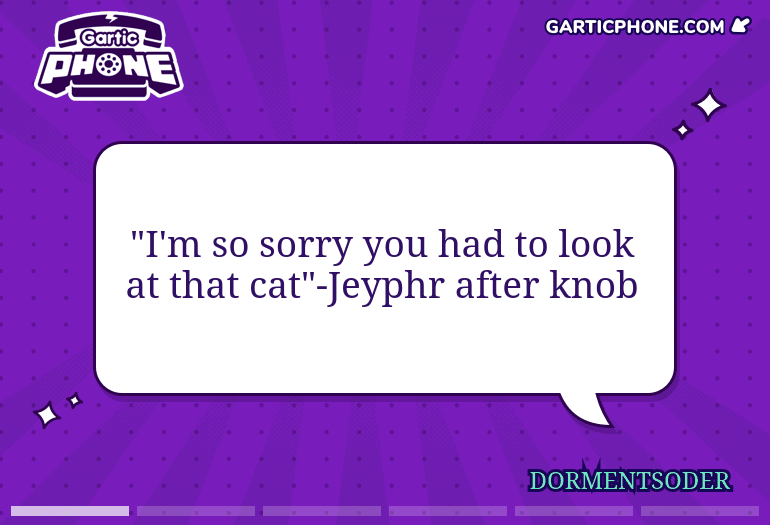 Gartic
PHONE
GARTICPHONE.COM
"I'm so sorry you had to look
at that cat"-Jeyphr after knob
DORMENTSODER